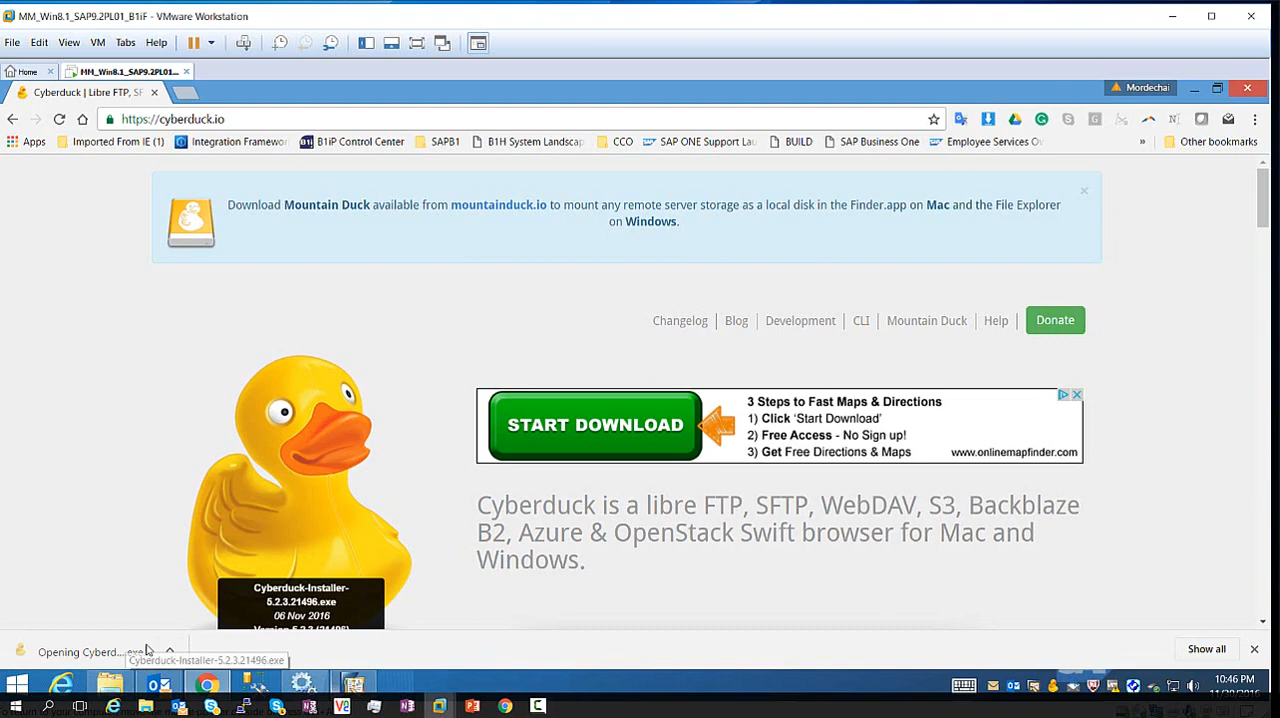 MM_Win8.1_SAP9.2PL01_B1iF - VMware Workstation
File Edit View VM Tabs Help
Home MM_Win8.1_SAP9.2PL01...
Cyberduck | Libre FTP, SF
Mordechai
https://cyberduck.io
Apps Imported From IE (1) Integration Framewo B1iP Control Center SAPB1 B1H System Landscap CCO SAP ONE Support Lau BUILD SAP Business One Employee Services Ov » Other bookmarks
Download Mountain Duck available from mountainduck.io to mount any remote server storage as a local disk in the Finder.app on Mac and the File Explorer
on Windows.
Changelog | Blog | Development | CLI | Mountain Duck | Help | Donate
START DOWNLOAD
3 Steps to Fast Maps & Directions
1) Click 'Start Download'
2) Free Access - No Sign up!
3) Get Free Directions & Maps
www.onlinemapfinder.com
Cyberduck is a libre FTP, SFTP, WebDAV, S3, Backblaze
B2, Azure & OpenStack Swift browser for Mac and
Windows.
Cyberduck-Installer-
5.2.3.21496.exe
06 Nov 2016
Version 5.2.3 (21496)
Opening Cyberd....exe
Cyberduck-Installer-5.2.3.21496.exe
Show all
10:46 PM